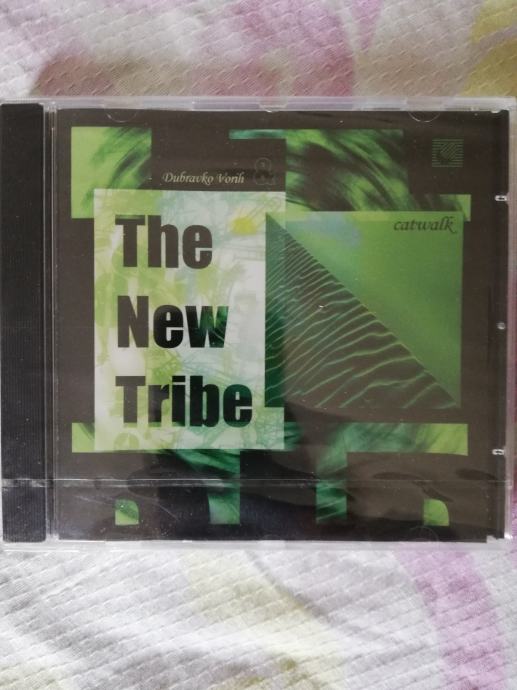 Dubravko Vorih &
The
New
Tribe
catwalk